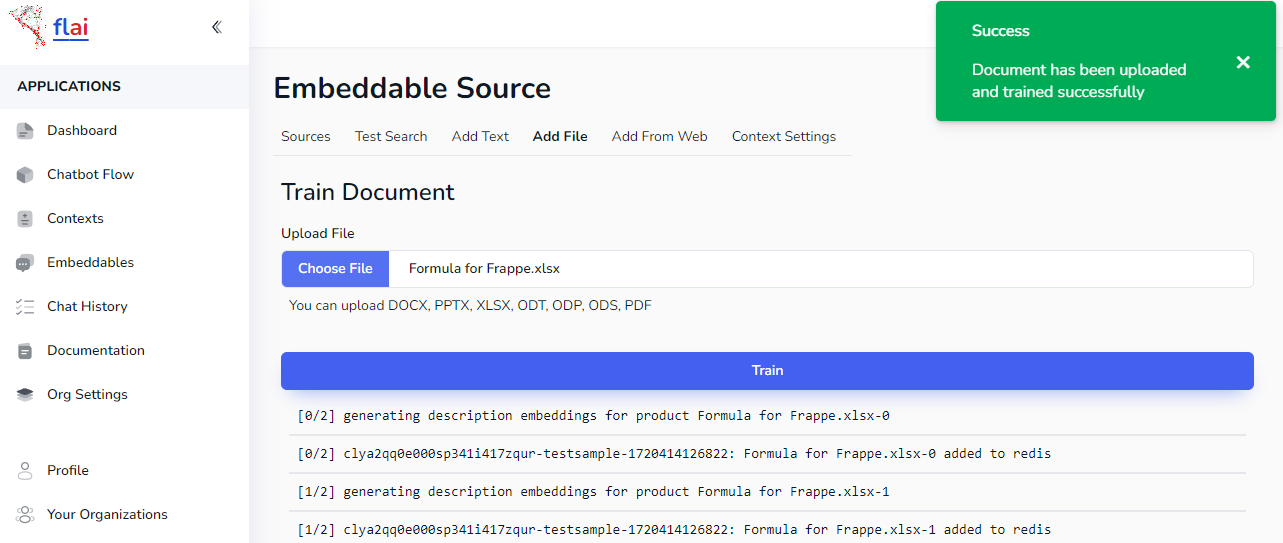 flai
APPLICATIONS
Dashboard
Chatbot Flow
Contexts
Embeddables
Chat History
Documentation
Org Settings
Profile
Your Organizations
Success
Document has been uploaded
and trained successfully
Embeddable Source
Sources Test Search Add Text Add File Add From Web Context Settings
Train Document
Upload File
Choose File Formula for Frappe.xlsx
You can upload DOCX, PPTX, XLSX, ODT, ODP, ODS, PDF
Train
[0/2] generating description embeddings for product Formula for Frappe.xlsx-0
[0/2] clya2qq0e000sp341i417zqur-testsample-1720414126822: Formula for Frappe.xlsx-0 added to redis
[1/2] generating description embeddings for product Formula for Frappe.xlsx-1
[1/2] clya2qq0e000sp341i417zqur-testsample-1720414126822: Formula for Frappe.xlsx-1 added to redis